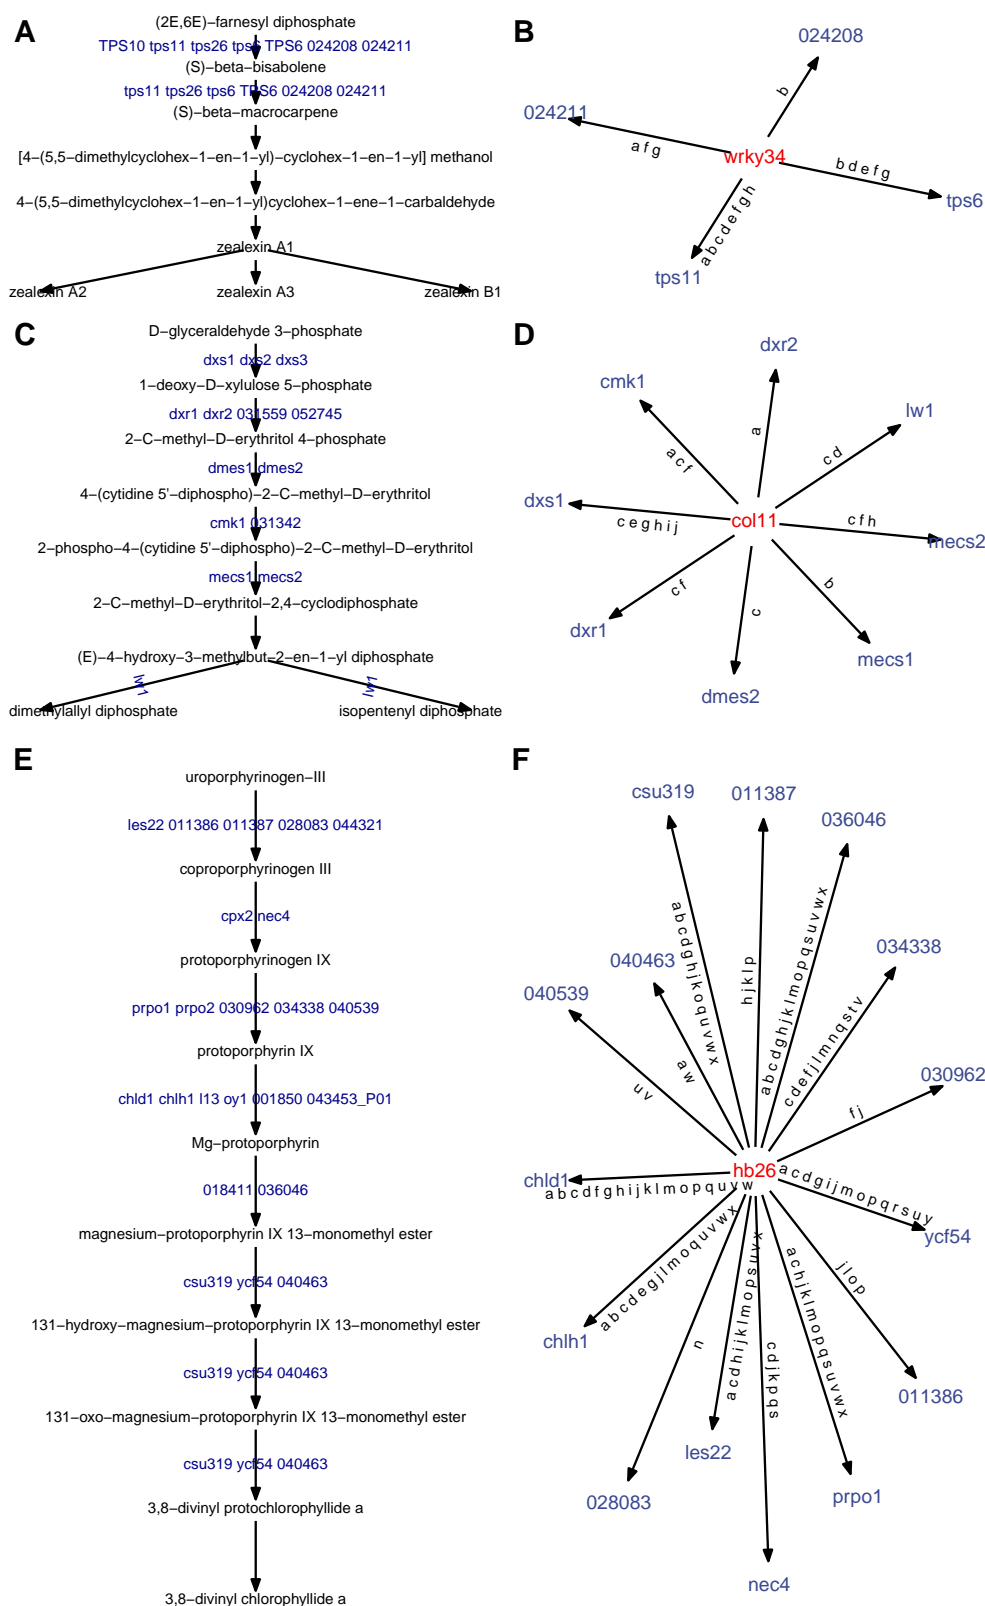 A
(2E,6E)−farnesyl diphosphate
TPS10 tps11 tps26 tps6 TPS6 024208 024211
(S)−beta−bisabolene
tps11 tps26 tps6 TPS6 024208 024211
(S)−beta−macrocarpene
[4−(5,5−dimethylcyclohex−1−en−1−yl)−cyclohex−1−en−1−yl] methanol
4−(5,5−dimethylcyclohex−1−en−1−yl)cyclohex−1−ene−1−carbaldehyde
zealexin A1
zealexin A2
zealexin A3
zealexin B1
B
024208
b
024211
a f g
wrky34
b d e f g
tps6
a b c d e f g h
tps11
C
D−glyceraldehyde 3−phosphate
dxs1 dxs2 dxs3
1−deoxy−D−xylulose 5−phosphate
dxr1 dxr2 031559 052745
2−C−methyl−D−erythritol 4−phosphate
dmes1 dmes2
4−(cytidine 5'−diphospho)−2−C−methyl−D−erythritol
cmk1 031342
2−phospho−4−(cytidine 5'−diphospho)−2−C−methyl−D−erythritol
mecs1 mecs2
2−C−methyl−D−erythritol−2,4−cyclodiphosphate
(E)−4−hydroxy−3−methylbut−2−en−1−yl diphosphate
lw1
lw1
dimethylallyl diphosphate
isopentenyl diphosphate
D
dxr2
cmk1
lw1
a
c d
a c f
dxs1
c e g h i j
col11
c f h
mecs2
c f
c
b
dxr1
mecs1
dmes2
E
uroporphyrinogen−III
les22 011386 011387 028083 044321
coproporphyrinogen III
cpx2 nec4
protoporphyrinogen IX
prpo1 prpo2 030962 034338 040539
protoporphyrin IX
chld1 chlh1 l13 oy1 001850 043453_P01
Mg−protoporphyrin
018411 036046
magnesium−protoporphyrin IX 13−monomethyl ester
csu319 ycf54 040463
131−hydroxy−magnesium−protoporphyrin IX 13−monomethyl ester
csu319 ycf54 040463
131−oxo−magnesium−protoporphyrin IX 13−monomethyl ester
csu319 ycf54 040463
3,8−divinyl protochlorophyllide a
3,8−divinyl chlorophyllide a
F
csu319
011387
036046
a b c d g h j k o q u v w x
h j k l p
a b c d g h j k l m o p q s u v w x
034338
040463
040539
c d e f j l m n q s t v
a w
u v
030962
f j
hb26
chld1
a b c d f g h i j k l m o p q u v w
a c d g i j m o p q r s u y
ycf54
a b c d e g j l m o q u v w x
chlh1
n
a c d h i j k l m o p s u v x
c d j k p q s
a c h j k l m o p q s u v w x
j l o p
011386
les22
028083
prpo1
nec4